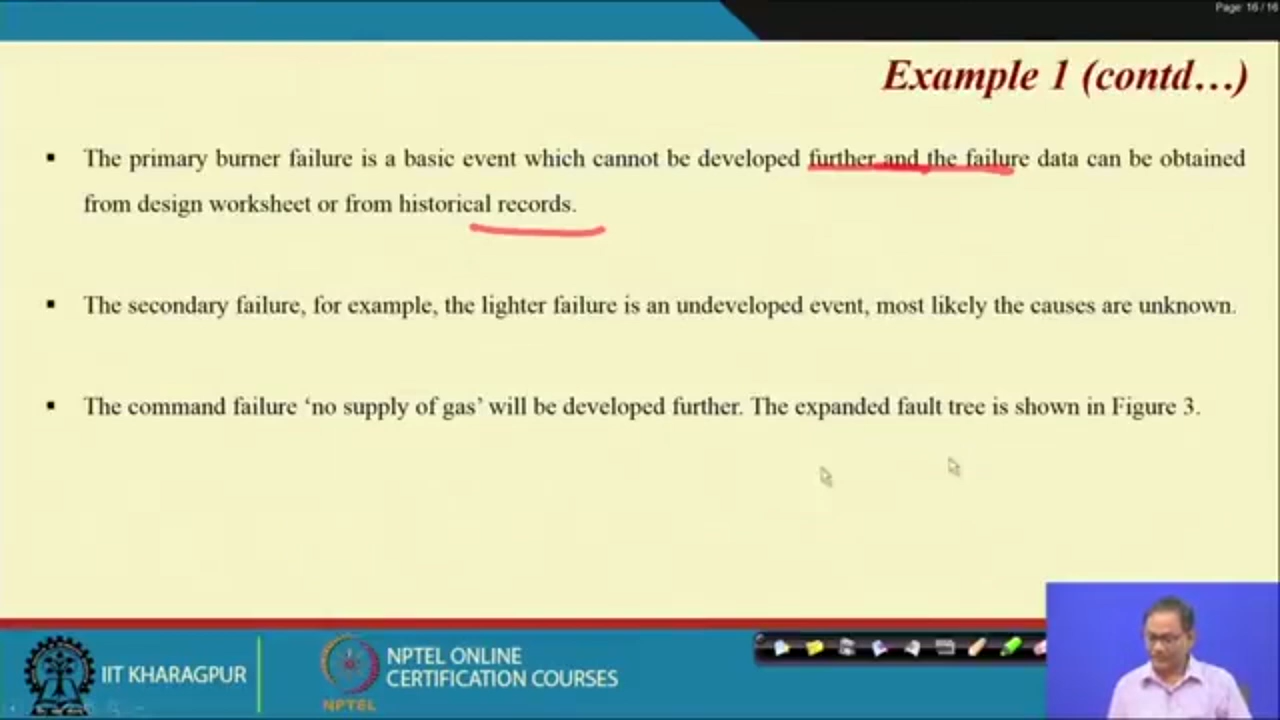 Page: 16 / 16
Example 1 (contd...)
▪ The primary burner failure is a basic event which cannot be developed further and the failure data can be obtained
from design worksheet or from historical records.
▪ The secondary failure, for example, the lighter failure is an undeveloped event, most likely the causes are unknown.
▪ The command failure ‘no supply of gas’ will be developed further. The expanded fault tree is shown in Figure 3.
IIT KHARAGPUR
NPTEL
NPTEL ONLINE
CERTIFICATION COURSES